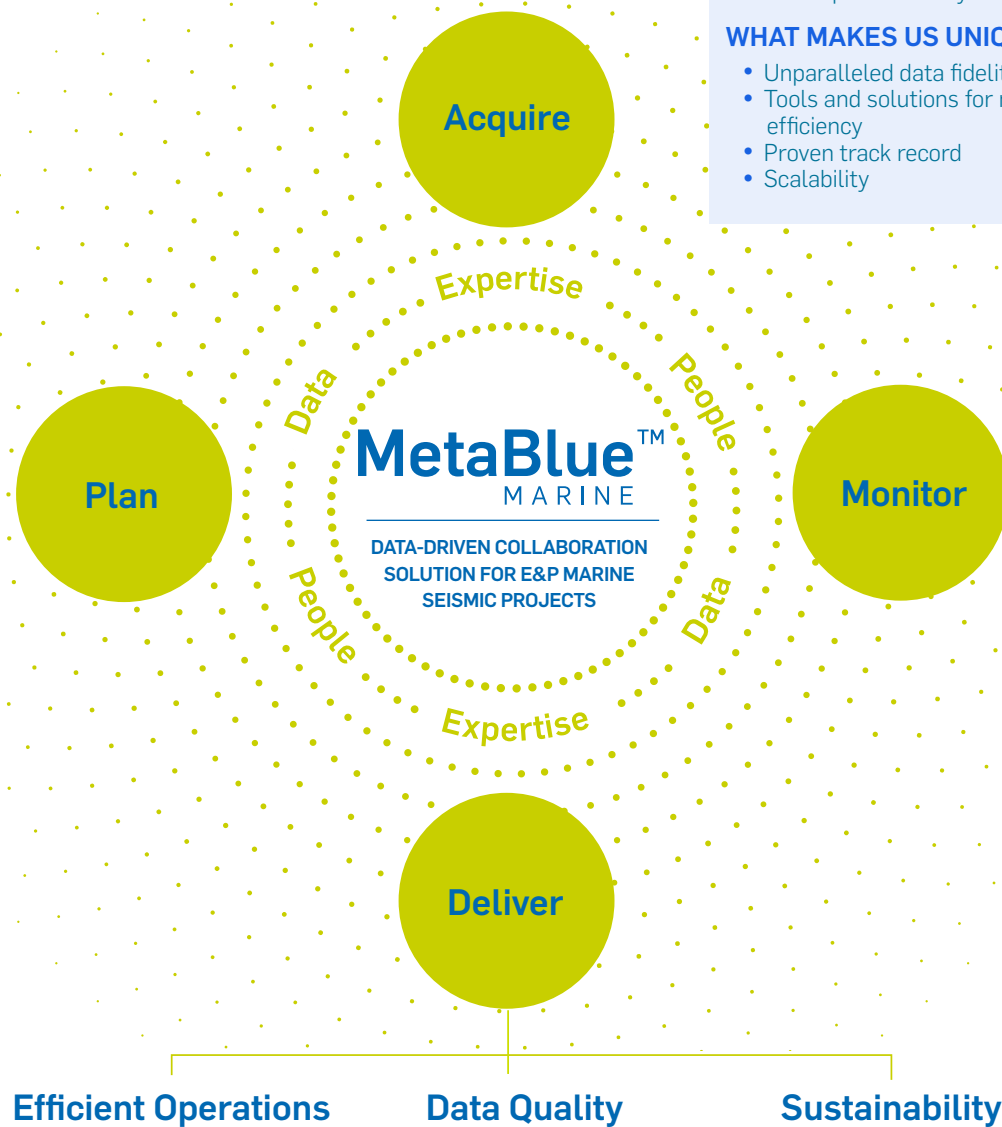 WHAT MAKES US
• Unparalleled data
• Tools and solutions for
efficiency
• Proven track record
• Scalability
Acquire
Expertise
Data
People
Plan
MetaBlue™
MARINE
DATA-DRIVEN COLLABORATION
SOLUTION FOR E&P MARINE
SEISMIC PROJECTS
Monitor
People
Data
Expertise
Deliver
Efficient Operations
Data Quality
Sustainability